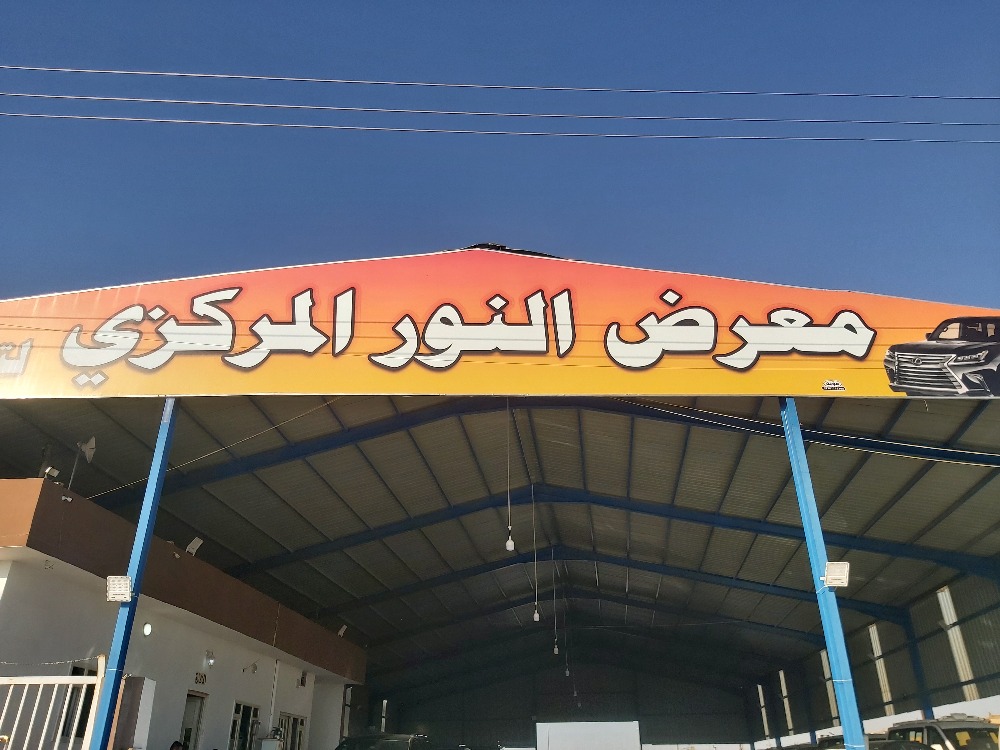 معرض النور المركزي